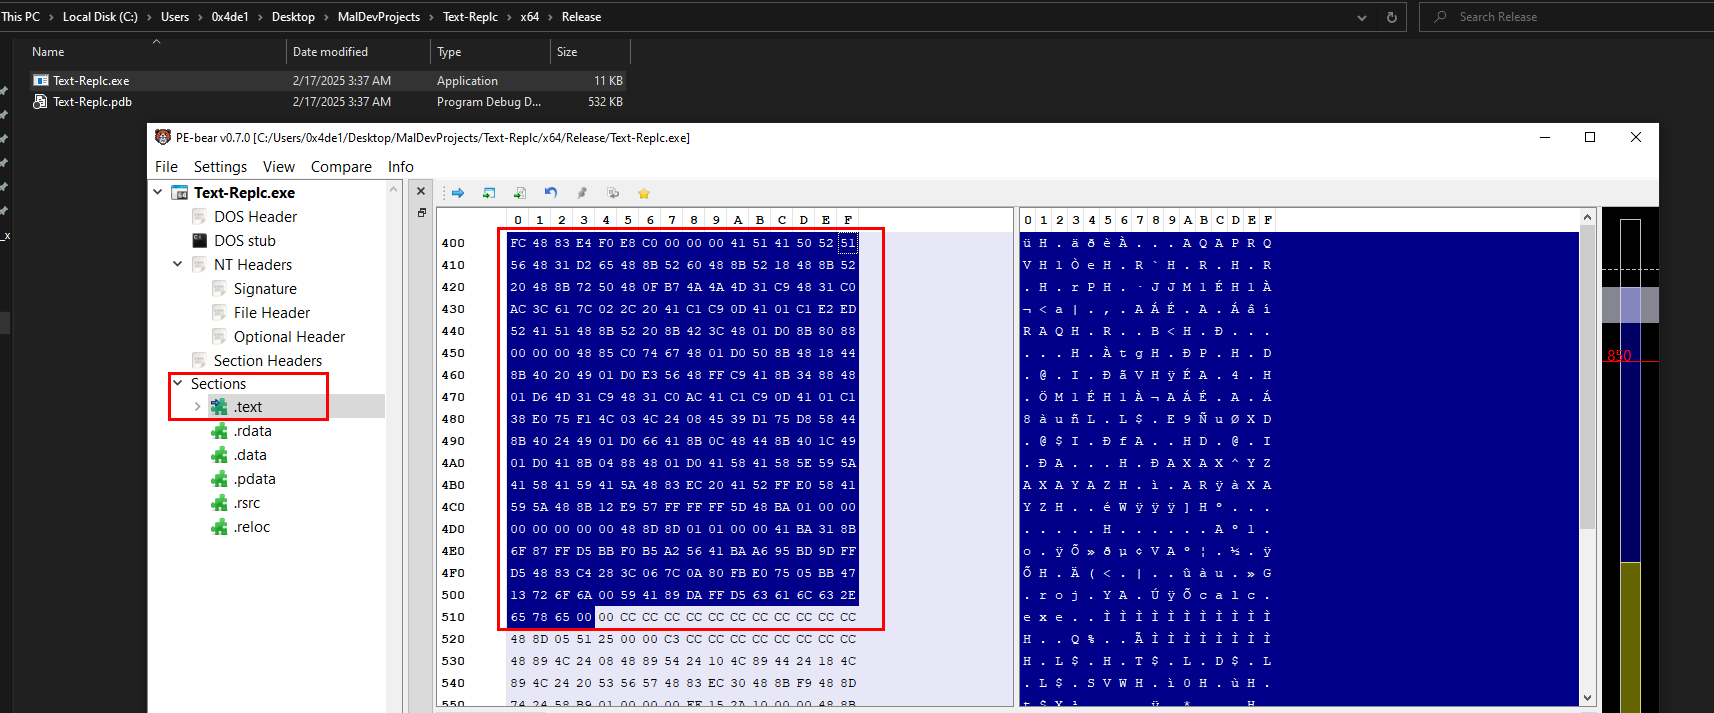 This PC > Local Disk (C:) > Users > 0x4de1 > Desktop > MalDevProjects > Text-Replc > x64 > Release
Search Release
Name Date modified Type Size
Text-Replc.exe 2/17/2025 3:37 AM Application 11 KB
Text-Replc.pdb 2/17/2025 3:37 AM Program Debug D... 532 KB
_x
PE-bear v0.7.0 [C:/Users/0x4de1/Desktop/MalDevProjects/Text-Replc/x64/Release/Text-Replc.exe]
File Settings View Compare Info
Text-Replc.exe
DOS Header
DOS stub
NT Headers
Signature
File Header
Optional Header
Section Headers
Sections
.text
.rdata
.data
.pdata
.rsrc
.reloc
0 1 2 3 4 5 6 7 8 9 A B C D E F
400 FC 48 83 E4 F0 E8 C0 00 00 00 41 51 41 50 52 51
410 56 48 31 D2 65 48 8B 52 60 48 8B 52 18 48 8B 52
420 20 48 8B 72 50 48 0F B7 4A 4A 4D 31 C9 48 31 C0
430 AC 3C 61 7C 02 2C 20 41 C1 C9 0D 41 01 C1 E2 ED
440 52 41 51 48 8B 52 20 8B 42 3C 48 01 D0 8B 80 88
450 00 00 00 48 85 C0 74 67 48 01 D0 50 8B 48 18 44
460 8B 40 20 49 01 D0 E3 56 48 FF C9 41 8B 34 88 48
470 01 D6 4D 31 C9 48 31 C0 AC 41 C1 C9 0D 41 01 C1
480 38 E0 75 F1 4C 03 4C 24 08 45 39 D1 75 D8 58 44
490 8B 40 24 49 01 D0 66 41 8B 0C 48 44 8B 40 1C 49
4A0 01 D0 41 8B 04 88 48 01 D0 41 58 41 58 5E 59 5A
4B0 41 58 41 59 41 5A 48 83 EC 20 41 52 FF E0 58 41
4C0 59 5A 48 8B 12 E9 57 FF FF FF 5D 48 BA 01 00 00
4D0 00 00 00 00 00 48 8D 8D 01 01 00 00 41 BA 31 8B
4E0 6F 87 FF D5 BB F0 B5 A2 56 41 BA A6 95 BD 9D FF
4F0 D5 48 83 C4 28 3C 06 7C 0A 80 FB E0 75 05 BB 47
500 13 72 6F 6A 00 59 41 89 DA FF D5 63 61 6C 63 2E
510 65 78 65 00 00 CC CC CC CC CC CC CC CC CC CC CC
520 48 8D 05 51 25 00 00 C3 CC CC CC CC CC CC CC CC
530 48 89 4C 24 08 48 89 54 24 10 4C 89 44 24 18 4C
540 89 4C 24 20 53 56 57 48 83 EC 30 48 8B F9 48 8D
0 1 2 3 4 5 6 7 8 9 A B C D E F
ü H . ä ð è À . . . A Q A P R Q
V H 1 Ò e H . R ` H . R . H . R
. H . r P H . · J J M 1 É H 1 À
¬ < a | . , . A Á É . A . Á â í
R A Q H . R . . B < H . Ð . . .
. . . H . À t g H . Ð P . H . D
. @ . I . Ð ã V H ÿ É A . 4 . H
. Ö M 1 É H 1 À ¬ A Á É . A . Á
8 à u ñ L . L $ . E 9 Ñ u Ø X D
. @ $ I . Ð f A . . H D . @ . I
. Ð A . . . H . Ð A X A X ^ Y Z
A X A Y A Z H . ì . A R ÿ à X A
Y Z H . . é W ÿ ÿ ÿ ] H º . . .
. . . . . H . . . . . . A º 1 .
o . ÿ Õ » ð µ ¢ V A º ¦ . ½ . ÿ
Õ H . Ä ( < . | . . û à u . » G
. r o j . Y A . Ú ÿ Õ c a l c .
e x e . . Ì Ì Ì Ì Ì Ì Ì Ì Ì Ì Ì
H . . Q % . . Ã Ì Ì Ì Ì Ì Ì Ì Ì
H . L $ . H . T $ . L . D $ . L
. L $ . S V W H . ì 0 H . ù H .
850